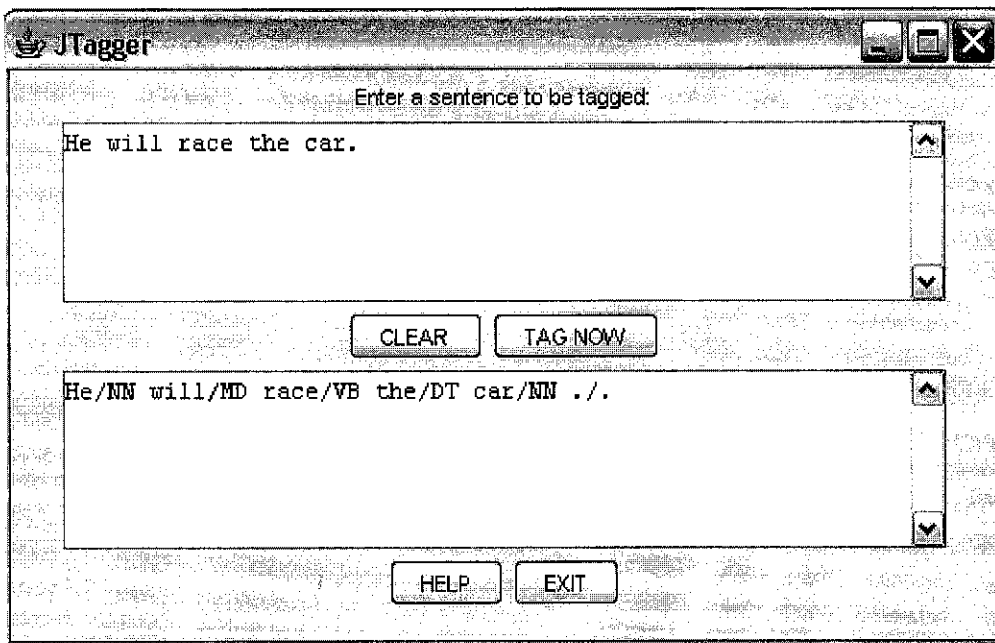 JTagger
Enter a sentence to be tagged:
He will race the car.
CLEAR TAG NOW
He/NN will/MD race/VB the/DT car/NN ./.
HELP EXIT